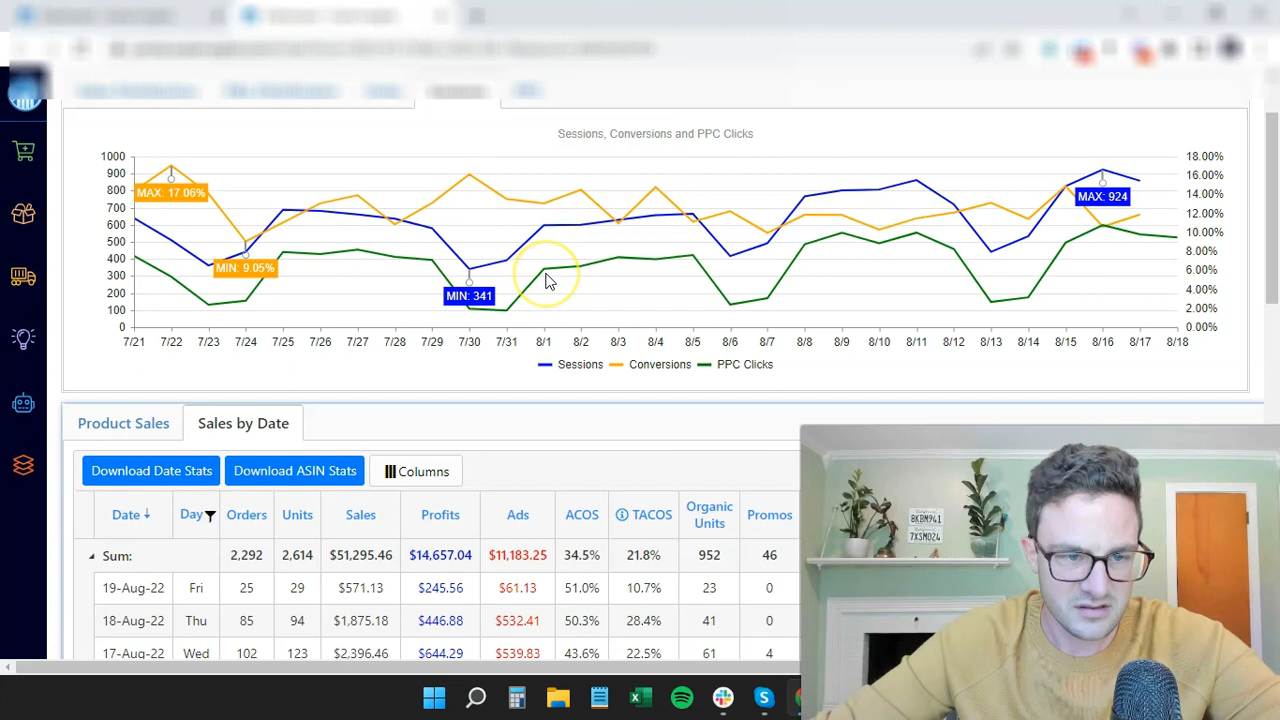 Sessions, Conversions and PPC Clicks
1000
900
800
700
600
500
400
300
200
100
0
18.00%
16.00%
14.00%
12.00%
10.00%
8.00%
6.00%
4.00%
2.00%
0.00%
MAX: 17.06%
MIN: 9.05%
MIN: 341
MAX: 924
7/21 7/22 7/23 7/24 7/25 7/26 7/27 7/28 7/29 7/30 7/31 8/1 8/2 8/3 8/4 8/5 8/6 8/7 8/8 8/9 8/10 8/11 8/12 8/13 8/14 8/15 8/16 8/17 8/18
Sessions Conversions PPC Clicks
Product Sales Sales by Date
Download Date Stats Download ASIN Stats Columns
Date Day Orders Units Sales Profits Ads ACOS TACOS Organic Units Promos
Sum: 2,292 2,614 $51,295.46 $14,657.04 $11,183.25 34.5% 21.8% 952 46
19-Aug-22 Fri 25 29 $571.13 $245.56 $61.13 51.0% 10.7% 23 0
18-Aug-22 Thu 85 94 $1,875.18 $446.88 $532.41 50.3% 28.4% 41 0
17-Aug-22 Wed 102 123 $2,396.46 $644.29 $539.83 43.6% 22.5% 61 4
8KBM941
7XSM024